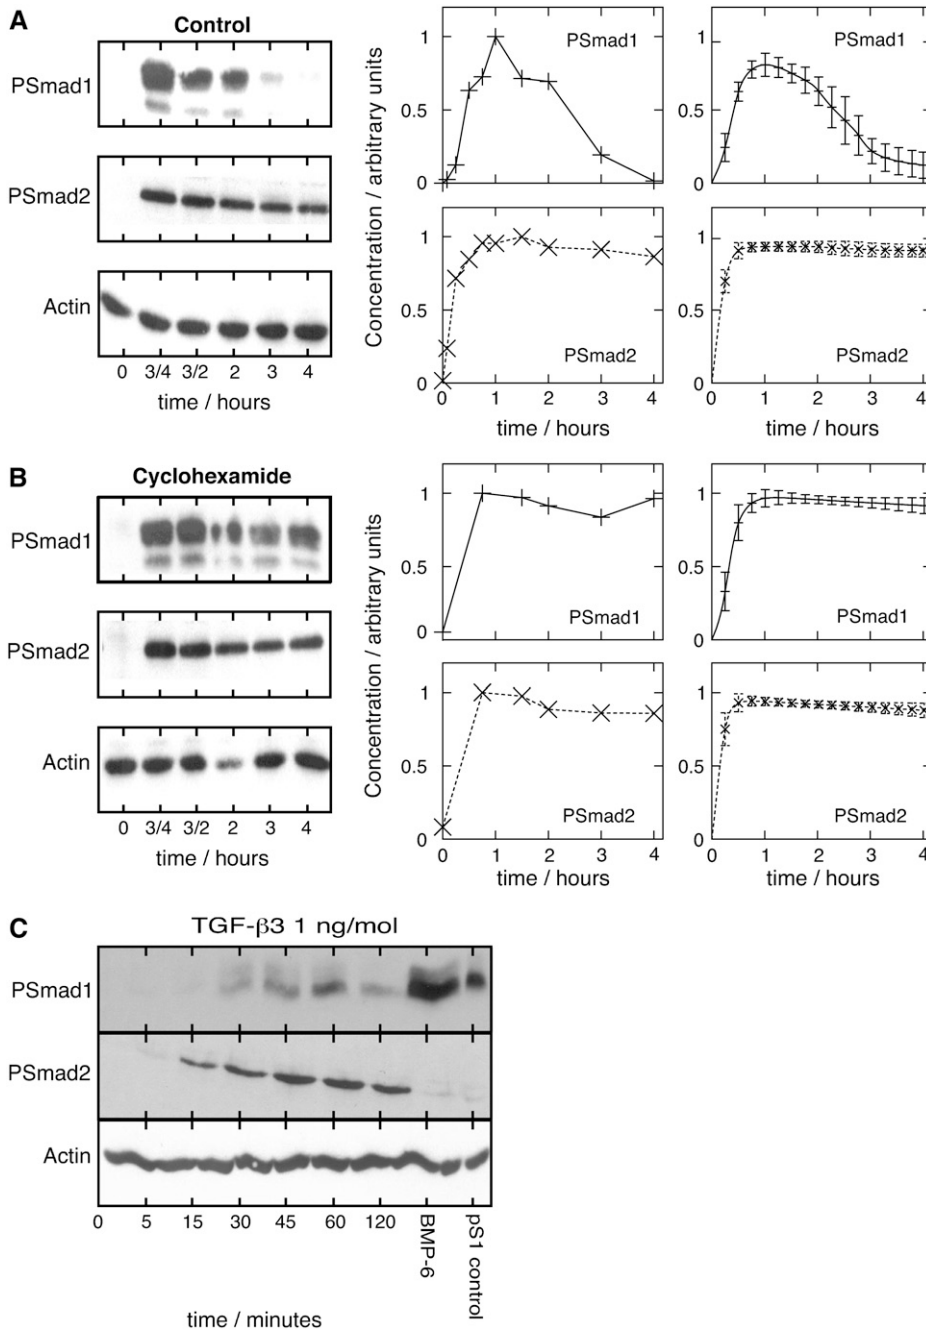 A
Control
PSmad1
PSmad2
Actin
0 3/4 3/2 2 3 4
time / hours
Concentration / arbitrary units
1
0.5
0
PSmad1
1
0.5
0
PSmad1
1
0.5
0
PSmad2
0 1 2 3 4
time / hours
1
0.5
0
PSmad2
0 1 2 3 4
time / hours
B
Cyclohexamide
PSmad1
PSmad2
Actin
0 3/4 3/2 2 3 4
time / hours
Concentration / arbitrary units
1
0.5
0
PSmad1
1
0.5
0
PSmad1
1
0.5
0
PSmad2
0 1 2 3 4
time / hours
1
0.5
0
PSmad2
0 1 2 3 4
time / hours
C
TGF-β3 1 ng/mol
PSmad1
PSmad2
Actin
0 5 15 30 45 60 120 BMP-6 pS1 control
time / minutes